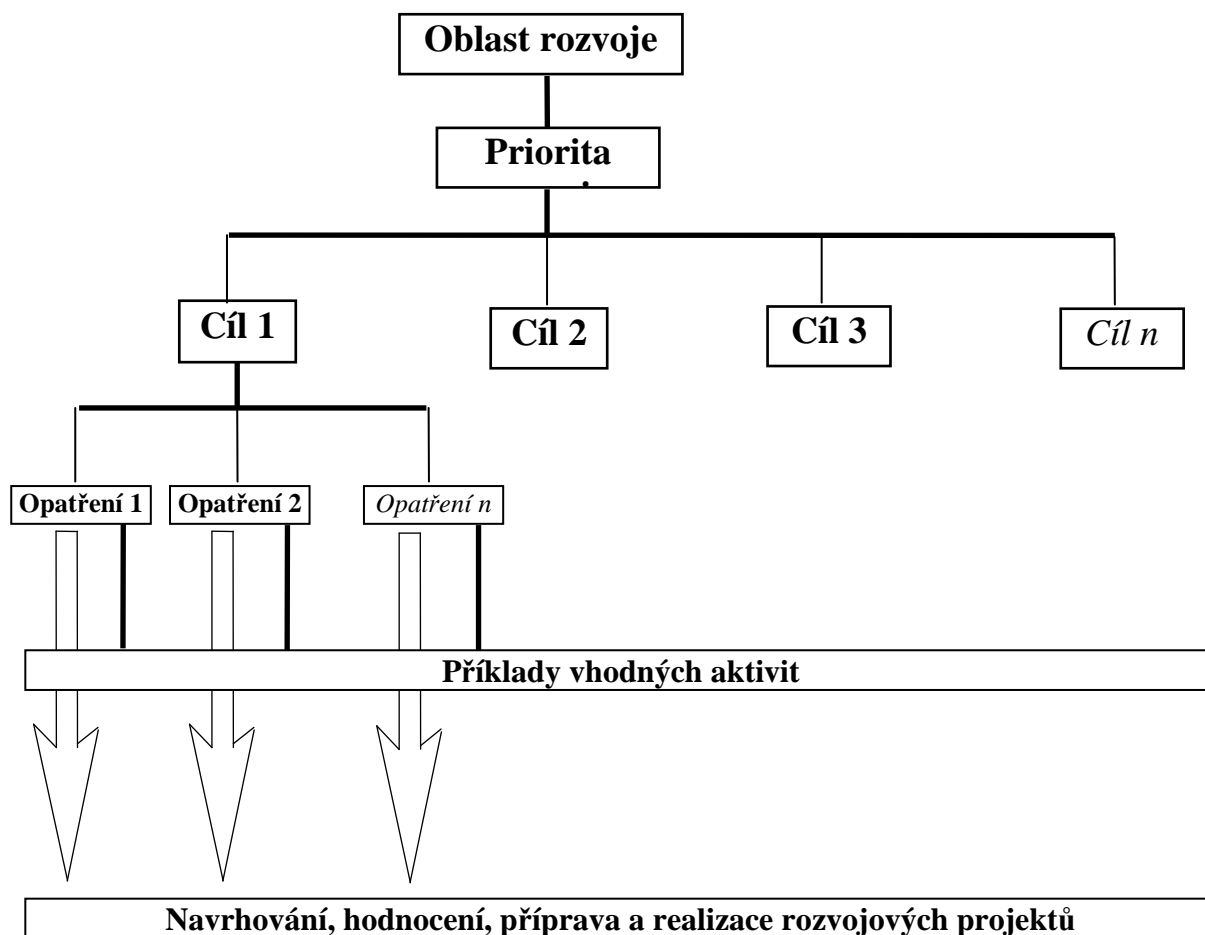 Oblast rozvoje
Priorita
.
Cíl 1
Cíl 2
Cíl 3
Cíl n
Opatření 1
Opatření 2
Opatření n
Příklady vhodných aktivit
Navrhování, hodnocení, příprava a realizace rozvojových projektů